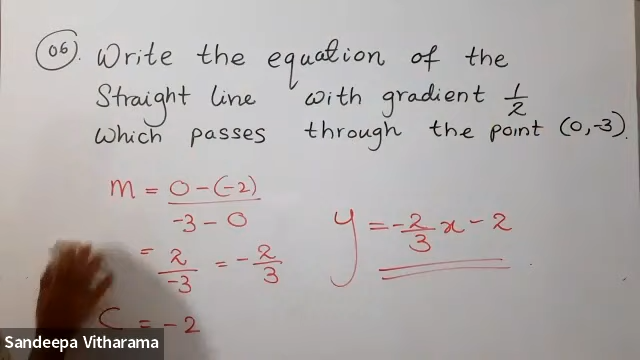 06. Write the equation of the
Straight line with gradient 1/2
which passes through the point (0,-3).
m = 0 - (-2) / -3 - 0
= 2/-3 = -2/3
C = -2
y = -2/3 x - 2
Sandeepa Vitharama